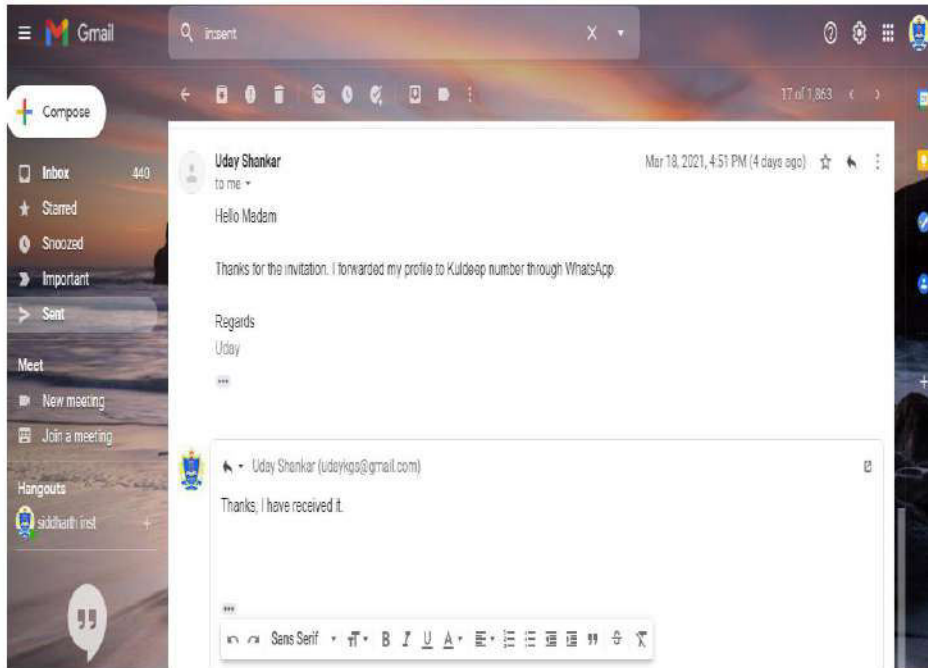 Gmail
in:sent
Compose
17 of 1,863
Inbox 440
Starred
Snoozed
Important
Sent
Meet
New meeting
Join a meeting
Hangouts
siddharth inst
Uday Shankar
Mar 18, 2021, 4:51 PM (4 days ago)
to me
Hello Madam
Thanks for the invitation. I forwarded my profile to Kuldeep number through WhatsApp.
Regards
Uday
Uday Shankar (udaykgs@gmail.com)
Thanks, I have received it.
Sans Serif